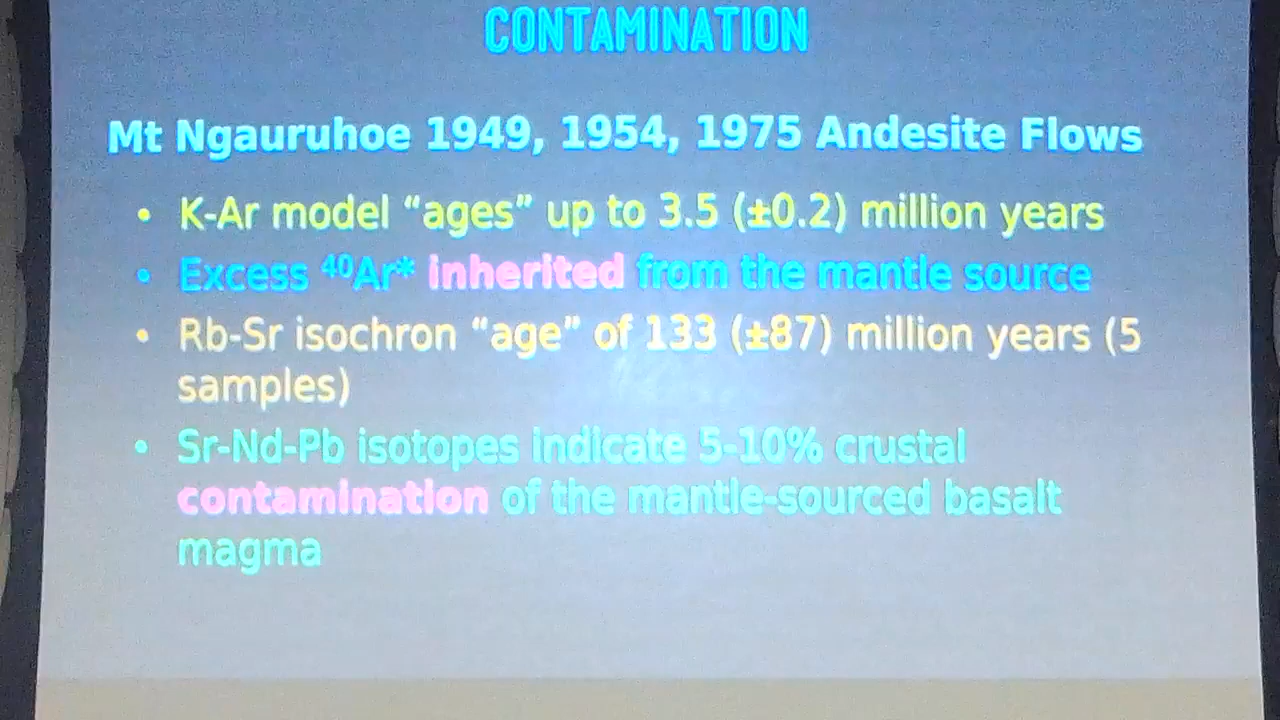 CONTAMINATION
Mt Ngauruhoe 1949, 1954, 1975 Andesite Flows
• K-Ar model “ages” up to 3.5 (±0.2) million years
• Excess ⁴⁰Ar* inherited from the mantle source
• Rb-Sr isochron “age” of 133 (±87) million years (5
samples)
• Sr-Nd-Pb isotopes indicate 5-10% crustal
contamination of the mantle-sourced basalt
magma